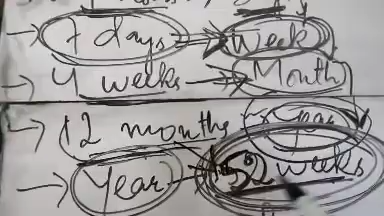 → 7 days → Week
→ 4 weeks → Month
→ 12 months → Year
→ Year → 52 weeks